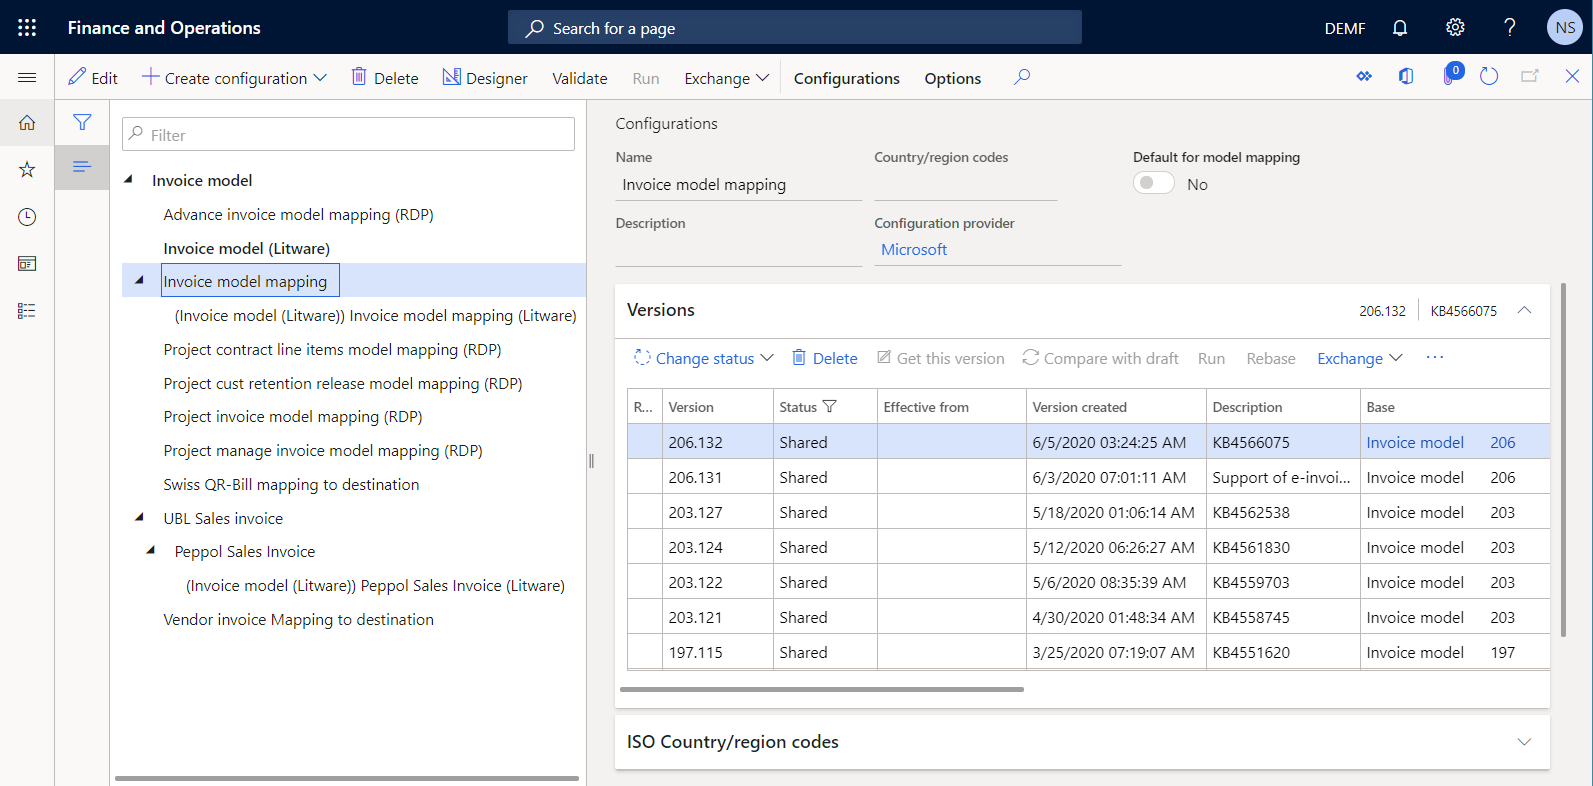 Finance and Operations
Search for a page
DEMF
NS
Edit
Create configuration
Delete
Designer
Validate
Run
Exchange
Configurations
Options
0
Filter
Invoice model
Advance invoice model mapping (RDP)
Invoice model (Litware)
Invoice model mapping
(Invoice model (Litware)) Invoice model mapping (Litware)
Project contract line items model mapping (RDP)
Project cust retention release model mapping (RDP)
Project invoice model mapping (RDP)
Project manage invoice model mapping (RDP)
Swiss QR-Bill mapping to destination
UBL Sales invoice
Peppol Sales Invoice
(Invoice model (Litware)) Peppol Sales Invoice (Litware)
Vendor invoice Mapping to destination
Configurations
Name
Country/region codes
Default for model mapping
Invoice model mapping
No
Description
Configuration provider
Microsoft
Versions
206.132
KB4566075
Change status
Delete
Get this version
Compare with draft
Run
Rebase
Exchange
...
R... Version Status Effective from Version created Description Base
206.132 Shared 6/5/2020 03:24:25 AM KB4566075 Invoice model 206
206.131 Shared 6/3/2020 07:01:11 AM Support of e-invoi... Invoice model 206
203.127 Shared 5/18/2020 01:06:14 AM KB4562538 Invoice model 203
203.124 Shared 5/12/2020 06:26:27 AM KB4561830 Invoice model 203
203.122 Shared 5/6/2020 08:35:39 AM KB4559703 Invoice model 203
203.121 Shared 4/30/2020 01:48:34 AM KB4558745 Invoice model 203
197.115 Shared 3/25/2020 07:19:07 AM KB4551620 Invoice model 197
ISO Country/region codes